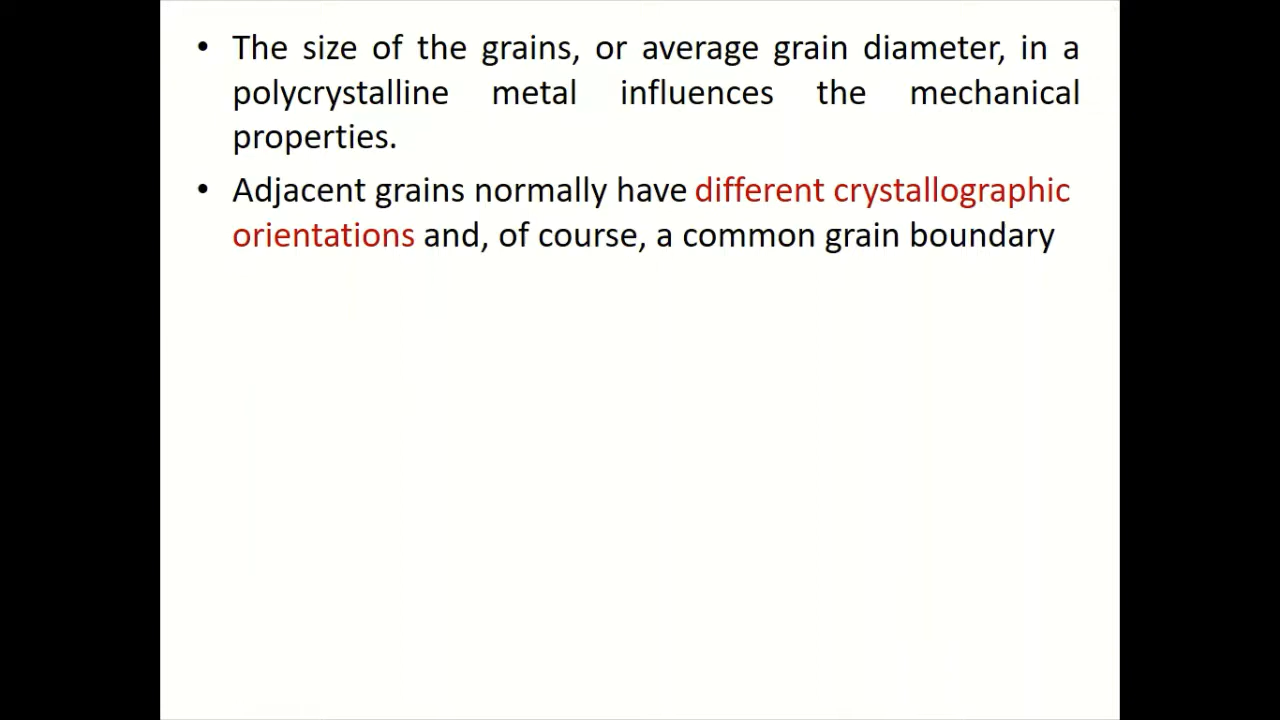 • The size of the grains, or average grain diameter, in a
polycrystalline metal influences the mechanical
properties.
• Adjacent grains normally have different crystallographic
orientations and, of course, a common grain boundary